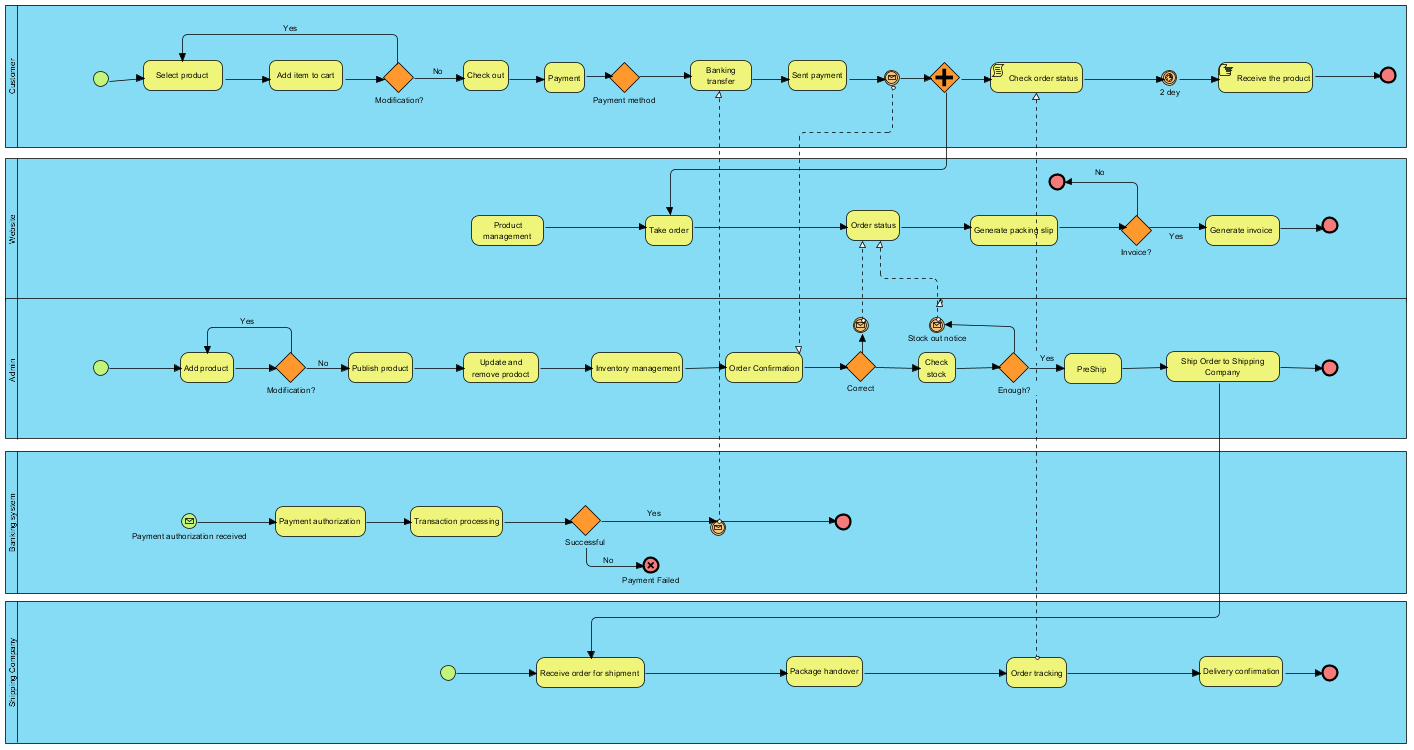 Customer
Yes
Select product
Add item to cart
Modification?
No
Check out
Payment
Payment method
Banking
transfer
Sent payment
Check order status
2 dey
Receive the product
Website
Product
management
Take order
Order status
Generate packing slip
No
Invoice?
Yes
Generate invoice
Admin
Yes
Add product
Modification?
No
Publish product
Update and
remove prodoct
Inventory management
Order Confirmation
Correct
Stock out notice
Check
stock
Enough?
Yes
PreShip
Ship Order to Shipping
Company
Banking system
Payment authorization received
Payment authorization
Transaction processing
Successful
Yes
No
Payment Failed
Shipping Company
Receive order for shipment
Package handover
Order tracking
Delivery confirmation